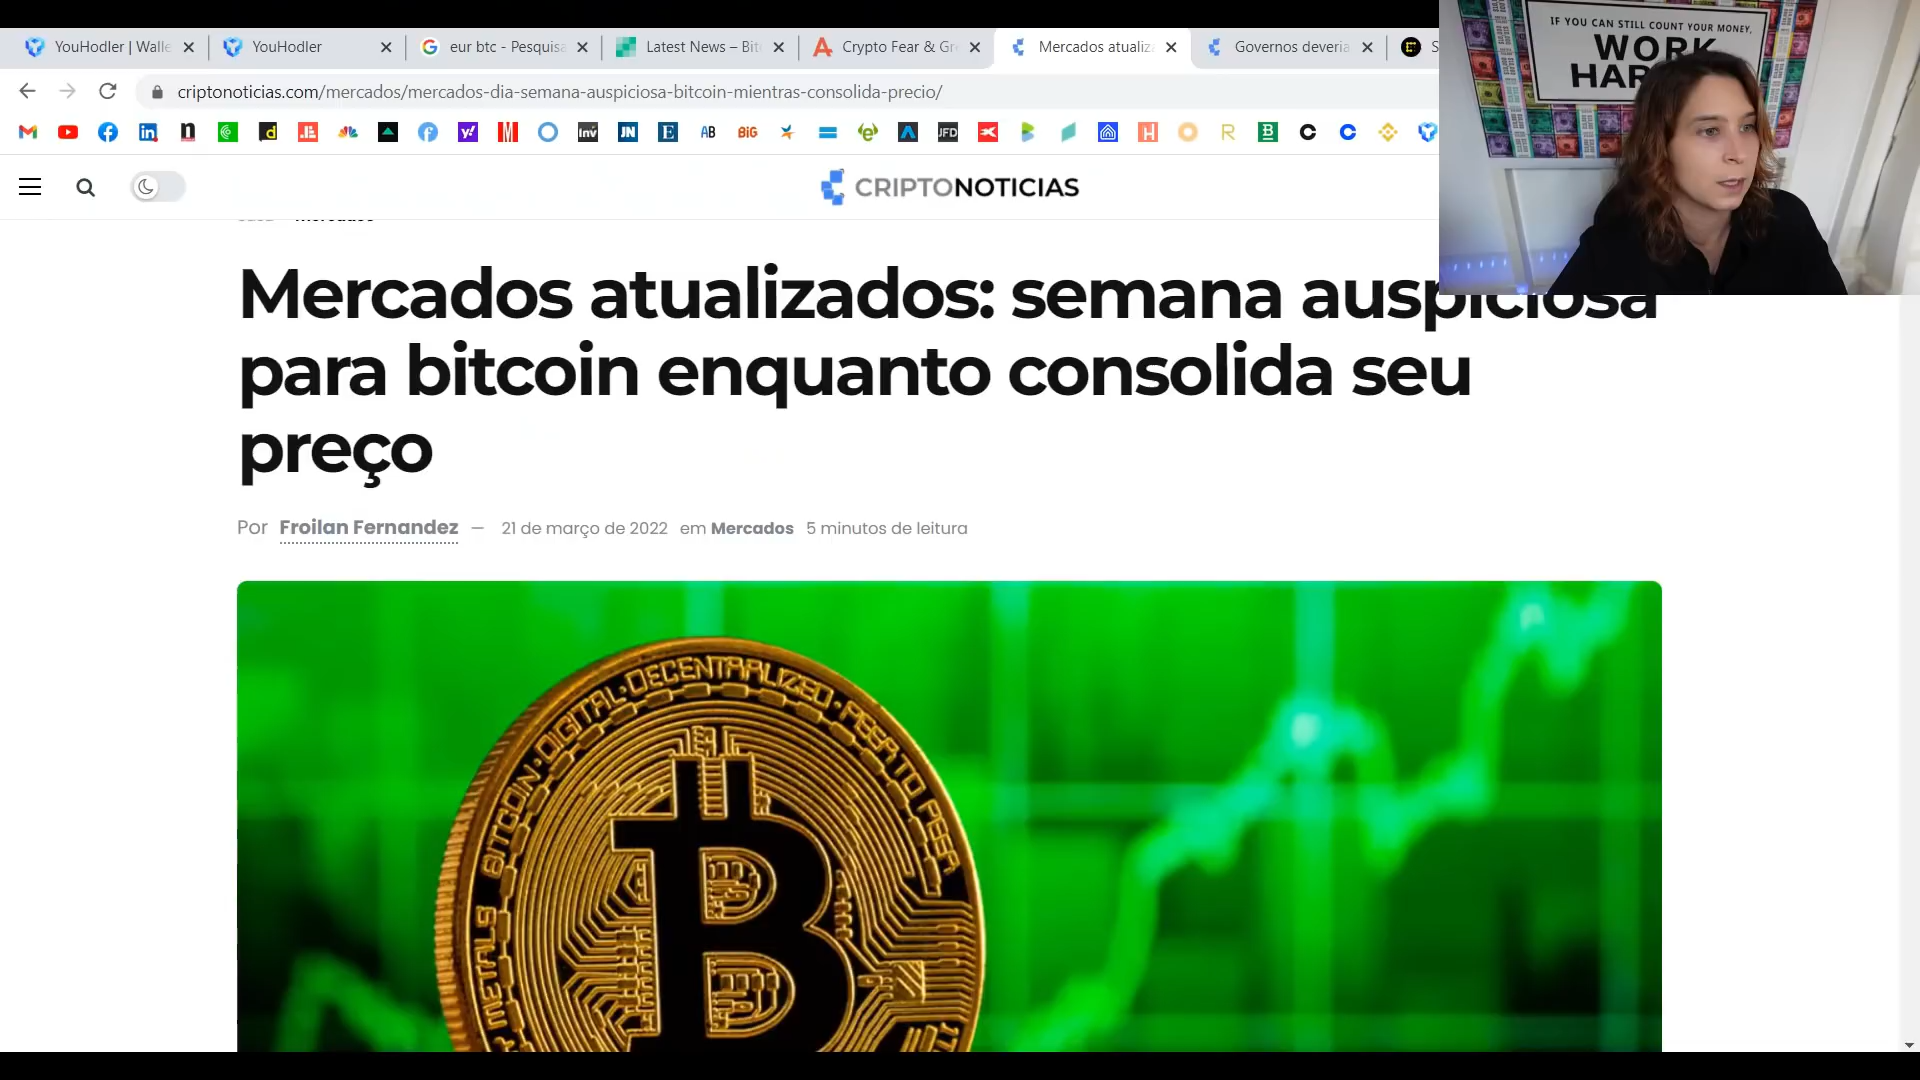 YouHodler | Walle
YouHodler
eur btc - Pesquisa
Latest News – Bit
Crypto Fear & Gr
Mercados atualiza
Governos deveria
S
criptonoticias.com/mercados/mercados-dia-semana-auspiciosa-bitcoin-mientras-consolida-precio/
IF YOU CAN STILL COUNT YOUR MONEY,
WORK
HAR
CRIPTONOTICIAS
Mercados atualizados: semana auspiciosa
para bitcoin enquanto consolida seu
preço
Por Froilan Fernandez — 21 de março de 2022 em Mercados 5 minutos de leitura
BITCOIN · DIGITAL · DECENTRALIZED · PEER TO PEER
METALS